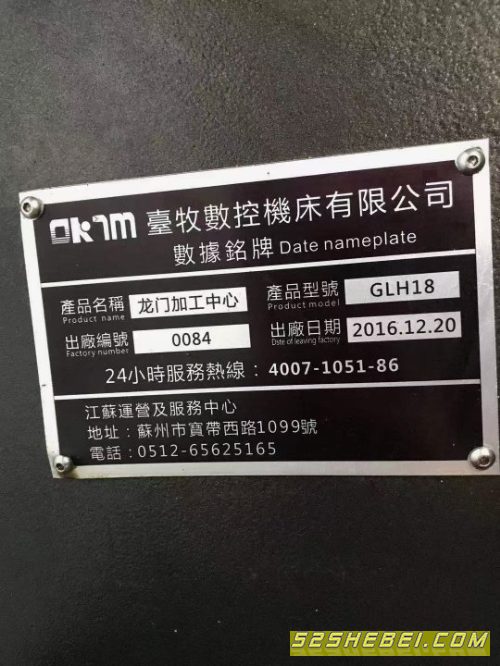 OKTM 臺牧數控機床有限公司
數據銘牌 Date nameplate
產品名稱 龙门加工中心 產品型號 GLH18
Product name Product model
出廠編號 0084 出厰日期 2016.12.20
Factory number Date of leaving factory
24小時服務熱線：4007-1051-86
江蘇運營及服務中心
地址：蘇州市寶帶西路1099號
電話：0512-65625165
52SHEBEI.COM